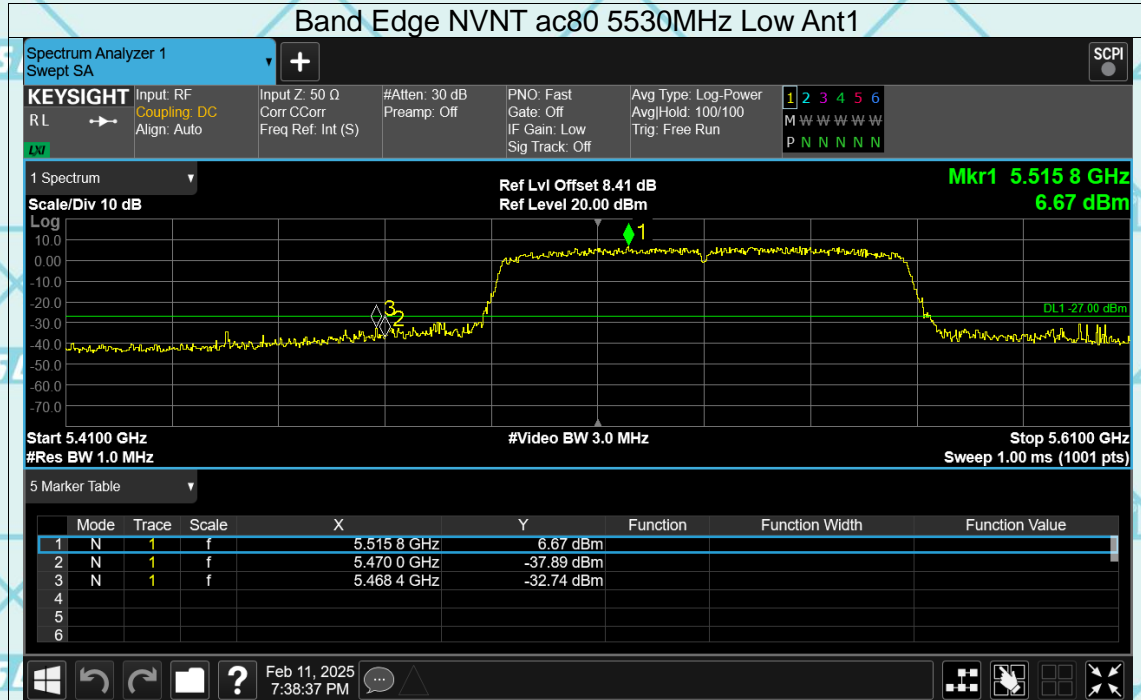 Band Edge NVNT ac80 5530MHz Low Ant1
Spectrum Analyzer 1
Swept SA
SCPI
KEYSIGHT
RL
LXI
Input: RF
Coupling: DC
Align: Auto
Input Z: 50 Ω
Corr CCorr
Freq Ref: Int (S)
#Atten: 30 dB
Preamp: Off
PNO: Fast
Gate: Off
IF Gain: Low
Sig Track: Off
Avg Type: Log-Power
Avg|Hold: 100/100
Trig: Free Run
1 2 3 4 5 6
M W W W W W
P N N N N N
1 Spectrum
Scale/Div 10 dB
Ref Lvl Offset 8.41 dB
Ref Level 20.00 dBm
Mkr1 5.515 8 GHz
6.67 dBm
Log
10.0
0.00
-10.0
-20.0
-30.0
-40.0
-50.0
-60.0
-70.0
1
3
2
DL1 -27.00 dBm
Start 5.4100 GHz
#Video BW 3.0 MHz
Stop 5.6100 GHz
#Res BW 1.0 MHz
Sweep 1.00 ms (1001 pts)
5 Marker Table
Mode Trace Scale X Y Function Function Width Function Value
1 N 1 f 5.515 8 GHz 6.67 dBm
2 N 1 f 5.470 0 GHz -37.89 dBm
3 N 1 f 5.468 4 GHz -32.74 dBm
4
5
6
?
Feb 11, 2025
7:38:37 PM